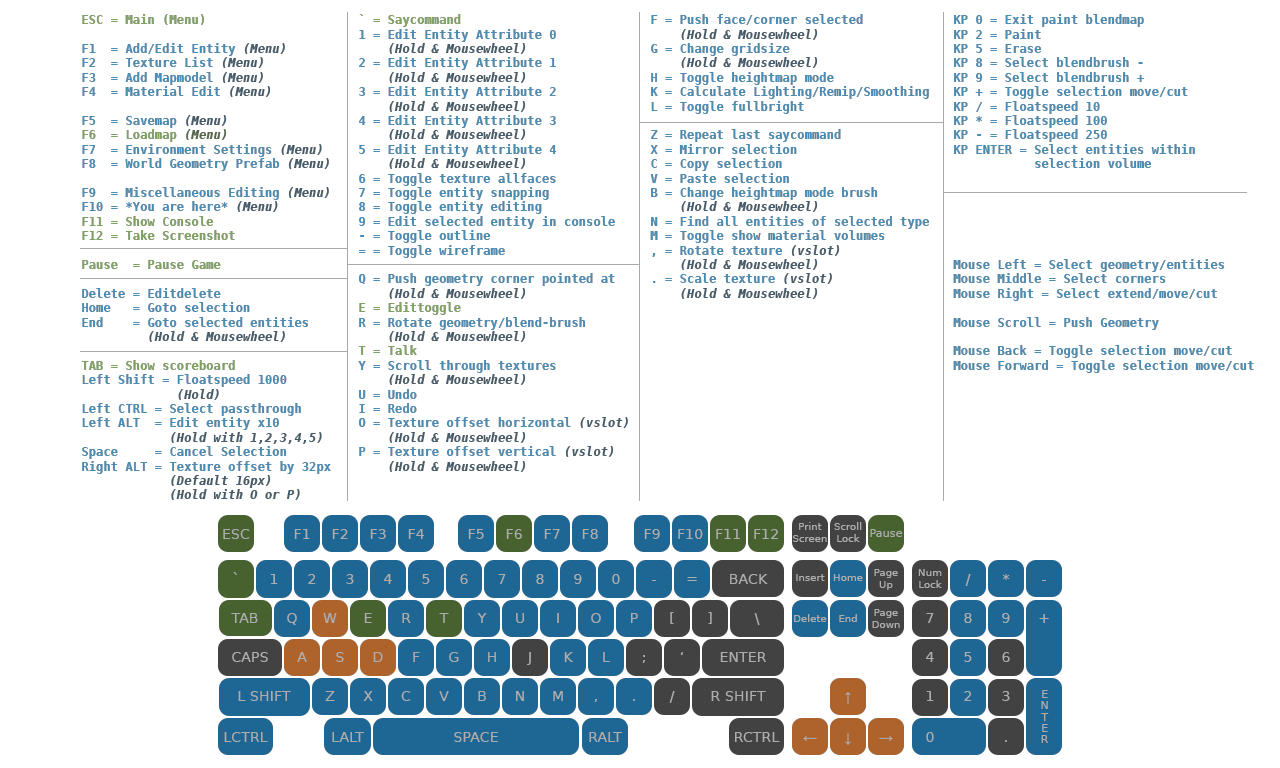 ESC = Main (Menu)
F1  = Add/Edit Entity (Menu)
F2  = Texture List (Menu)
F3  = Add Mapmodel (Menu)
F4  = Material Edit (Menu)
F5  = Savemap (Menu)
F6  = Loadmap (Menu)
F7  = Environment Settings (Menu)
F8  = World Geometry Prefab (Menu)
F9  = Miscellaneous Editing (Menu)
F10 = *You are here* (Menu)
F11 = Show Console
F12 = Take Screenshot
Pause  = Pause Game
Delete = Editdelete
Home   = Goto selection
End    = Goto selected entities
(Hold & Mousewheel)
TAB = Show scoreboard
Left Shift = Floatspeed 1000
(Hold)
Left CTRL = Select passthrough
Left ALT  = Edit entity x10
(Hold with 1,2,3,4,5)
Space     = Cancel Selection
Right ALT = Texture offset by 32px
(Default 16px)
(Hold with O or P)
` = Saycommand
1 = Edit Entity Attribute 0
(Hold & Mousewheel)
2 = Edit Entity Attribute 1
(Hold & Mousewheel)
3 = Edit Entity Attribute 2
(Hold & Mousewheel)
4 = Edit Entity Attribute 3
(Hold & Mousewheel)
5 = Edit Entity Attribute 4
(Hold & Mousewheel)
6 = Toggle texture allfaces
7 = Toggle entity snapping
8 = Toggle entity editing
9 = Edit selected entity in console
- = Toggle outline
= = Toggle wireframe
Q = Push geometry corner pointed at
(Hold & Mousewheel)
E = Edittoggle
R = Rotate geometry/blend-brush
(Hold & Mousewheel)
T = Talk
Y = Scroll through textures
(Hold & Mousewheel)
U = Undo
I = Redo
O = Texture offset horizontal (vslot)
(Hold & Mousewheel)
P = Texture offset vertical (vslot)
(Hold & Mousewheel)
F = Push face/corner selected
(Hold & Mousewheel)
G = Change gridsize
(Hold & Mousewheel)
H = Toggle heightmap mode
K = Calculate Lighting/Remip/Smoothing
L = Toggle fullbright
Z = Repeat last saycommand
X = Mirror selection
C = Copy selection
V = Paste selection
B = Change heightmap mode brush
(Hold & Mousewheel)
N = Find all entities of selected type
M = Toggle show material volumes
, = Rotate texture (vslot)
(Hold & Mousewheel)
. = Scale texture (vslot)
(Hold & Mousewheel)
KP 0 = Exit paint blendmap
KP 2 = Paint
KP 5 = Erase
KP 8 = Select blendbrush -
KP 9 = Select blendbrush +
KP + = Toggle selection move/cut
KP / = Floatspeed 10
KP * = Floatspeed 100
KP - = Floatspeed 250
KP ENTER = Select entities within
selection volume
Mouse Left = Select geometry/entities
Mouse Middle = Select corners
Mouse Right = Select extend/move/cut
Mouse Scroll = Push Geometry
Mouse Back = Toggle selection move/cut
Mouse Forward = Toggle selection move/cut
ESC F1 F2 F3 F4 F5 F6 F7 F8 F9 F10 F11 F12 Print Screen Scroll Lock Pause
` 1 2 3 4 5 6 7 8 9 0 - = BACK Insert Home Page Up Num Lock / * -
TAB Q W E R T Y U I O P [ ] \ Delete End Page Down 7 8 9 +
CAPS A S D F G H J K L ; ‘ ENTER 4 5 6
L SHIFT Z X C V B N M , . / R SHIFT ↑ 1 2 3 ENTER
LCTRL LALT SPACE RALT RCTRL ← ↓ → 0 .